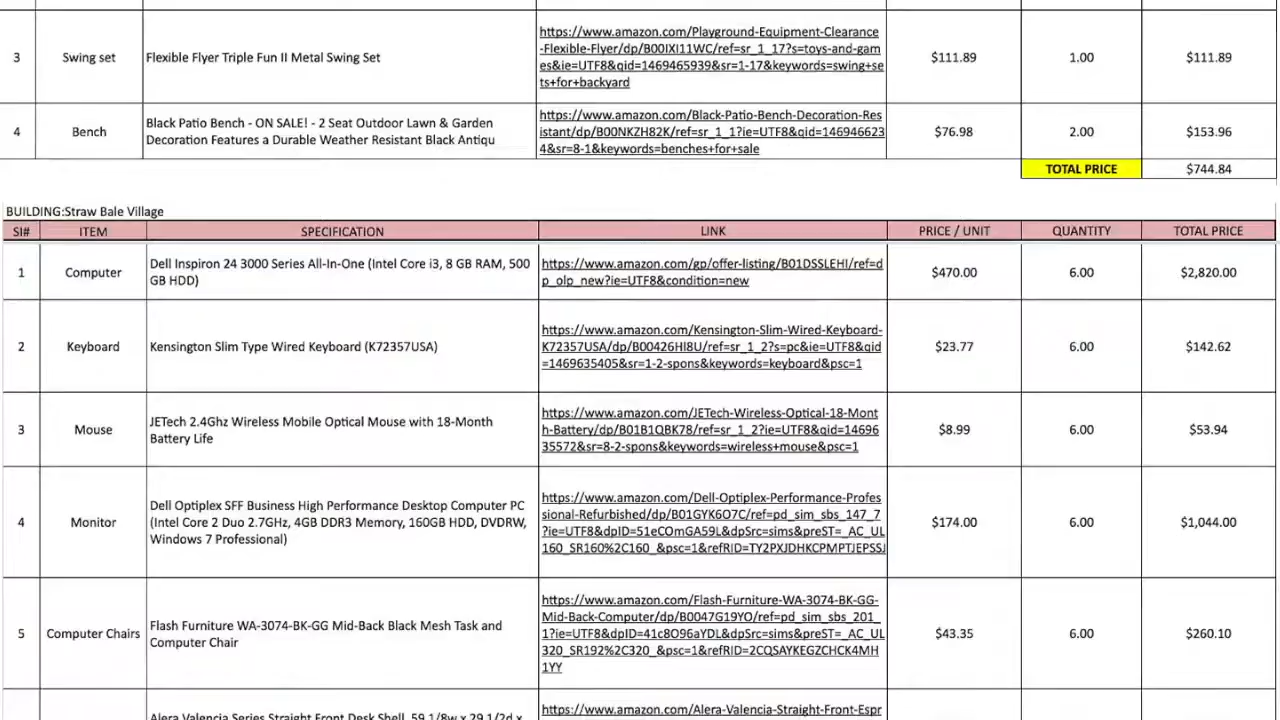 3 Swing set Flexible Flyer Triple Fun II Metal Swing Set https://www.amazon.com/Playground-Equipment-Clearance
-Flexible-Flyer/dp/B00IXI11WC/ref=sr_1_17?s=toys-and-gam
es&ie=UTF8&qid=1469465939&sr=1-17&keywords=swing+se
ts+for+backyard
$111.89 1.00 $111.89
4 Bench Black Patio Bench - ON SALE! - 2 Seat Outdoor Lawn & Garden
Decoration Features a Durable Weather Resistant Black Antiqu
https://www.amazon.com/Black-Patio-Bench-Decoration-Res
istant/dp/B00NKZH82K/ref=sr_1_1?ie=UTF8&qid=146946623
4&sr=8-1&keywords=benches+for+sale
$76.98 2.00 $153.96
TOTAL PRICE $744.84
BUILDING:Straw Bale Village
SI# ITEM SPECIFICATION LINK PRICE / UNIT QUANTITY TOTAL PRICE
1 Computer Dell Inspiron 24 3000 Series All-In-One (Intel Core i3, 8 GB RAM, 500
GB HDD)
https://www.amazon.com/gp/offer-listing/B01DSSLEHI/ref=d
p_olp_new?ie=UTF8&condition=new
$470.00 6.00 $2,820.00
2 Keyboard Kensington Slim Type Wired Keyboard (K72357USA)
https://www.amazon.com/Kensington-Slim-Wired-Keyboard-
K72357USA/dp/B00426HI8U/ref=sr_1_2?s=pc&ie=UTF8&qid
=1469635405&sr=1-2-spons&keywords=keyboard&psc=1
$23.77 6.00 $142.62
3 Mouse JETech 2.4Ghz Wireless Mobile Optical Mouse with 18-Month
Battery Life
https://www.amazon.com/JETech-Wireless-Optical-18-Mont
h-Battery/dp/B01B1QBK78/ref=sr_1_2?ie=UTF8&qid=14696
35572&sr=8-2-spons&keywords=wireless+mouse&psc=1
$8.99 6.00 $53.94
4 Monitor Dell Optiplex SFF Business High Performance Desktop Computer PC
(Intel Core 2 Duo 2.7GHz, 4GB DDR3 Memory, 160GB HDD, DVDRW,
Windows 7 Professional)
https://www.amazon.com/Dell-Optiplex-Performance-Profes
sional-Refurbished/dp/B01GYK6O7C/ref=pd_sim_sbs_147_7
?ie=UTF8&dpID=51eCOmGA59L&dpSrc=sims&preST=_AC_UL
160_SR160%2C160_&psc=1&refRID=TY2PXJDHKCPMPTJEPSSJ
$174.00 6.00 $1,044.00
5 Computer Chairs Flash Furniture WA-3074-BK-GG Mid-Back Black Mesh Task and
Computer Chair
https://www.amazon.com/Flash-Furniture-WA-3074-BK-GG-
Mid-Back-Computer/dp/B0047G19YO/ref=pd_sim_sbs_201_
1?ie=UTF8&dpID=41c8O96aYDL&dpSrc=sims&preST=_AC_UL
320_SR192%2C320_&psc=1&refRID=2CQSAYKEGZCHCK4MH
1YY
$43.35 6.00 $260.10
Alera Valencia Series Straight Front Desk Shell, 59 1/8w x 29 1/2d x
https://www.amazon.com/Alera-Valencia-Straight-Front-Espr